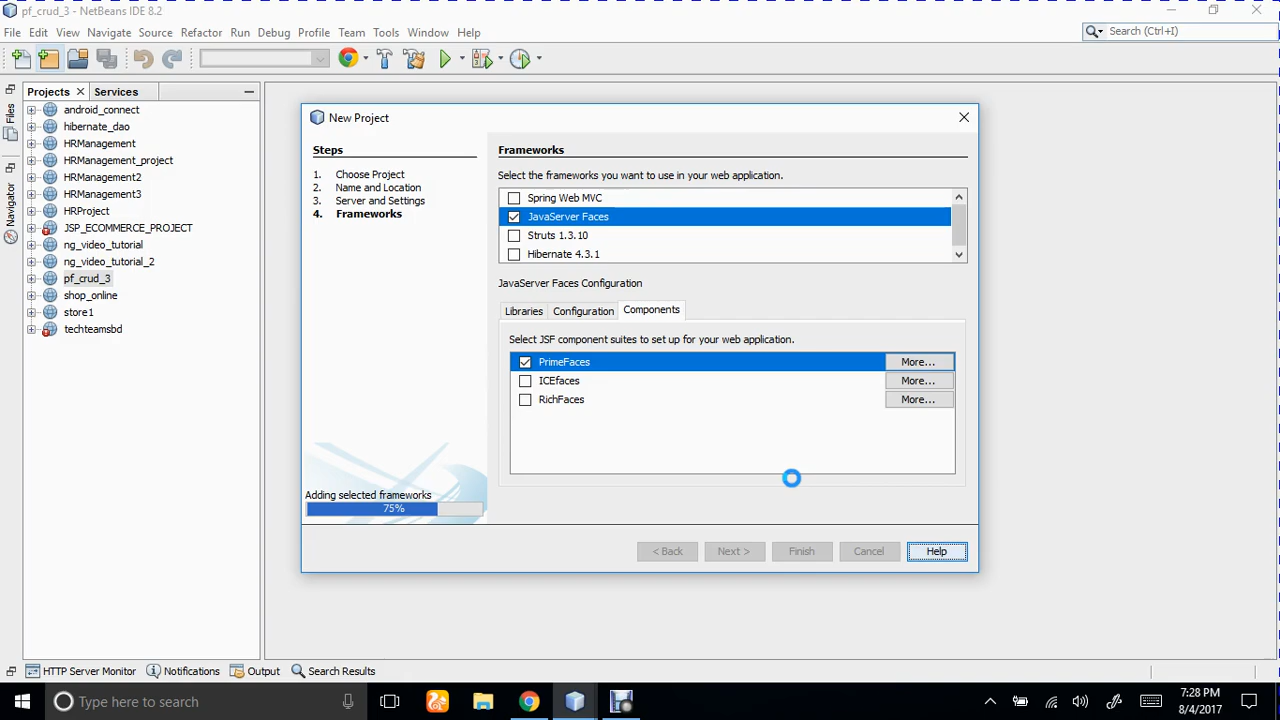 pf_crud_3 - NetBeans IDE 8.2
File Edit View Navigate Source Refactor Run Debug Profile Team Tools Window Help
Search (Ctrl+I)
Projects Services
Files
Navigator
android_connect
hibernate_dao
HRManagement
HRManagement_project
HRManagement2
HRManagement3
HRProject
JSP_ECOMMERCE_PROJECT
ng_video_tutorial
ng_video_tutorial_2
pf_crud_3
shop_online
store1
techteamsbd
New Project
Steps
1. Choose Project
2. Name and Location
3. Server and Settings
4. Frameworks
Adding selected frameworks
75%
Frameworks
Select the frameworks you want to use in your web application.
Spring Web MVC
JavaServer Faces
Struts 1.3.10
Hibernate 4.3.1
JavaServer Faces Configuration
Libraries Configuration Components
Select JSF component suites to set up for your web application.
PrimeFaces More...
ICEfaces More...
RichFaces More...
< Back Next > Finish Cancel Help
HTTP Server Monitor Notifications Output Search Results
Type here to search
7:28 PM
8/4/2017